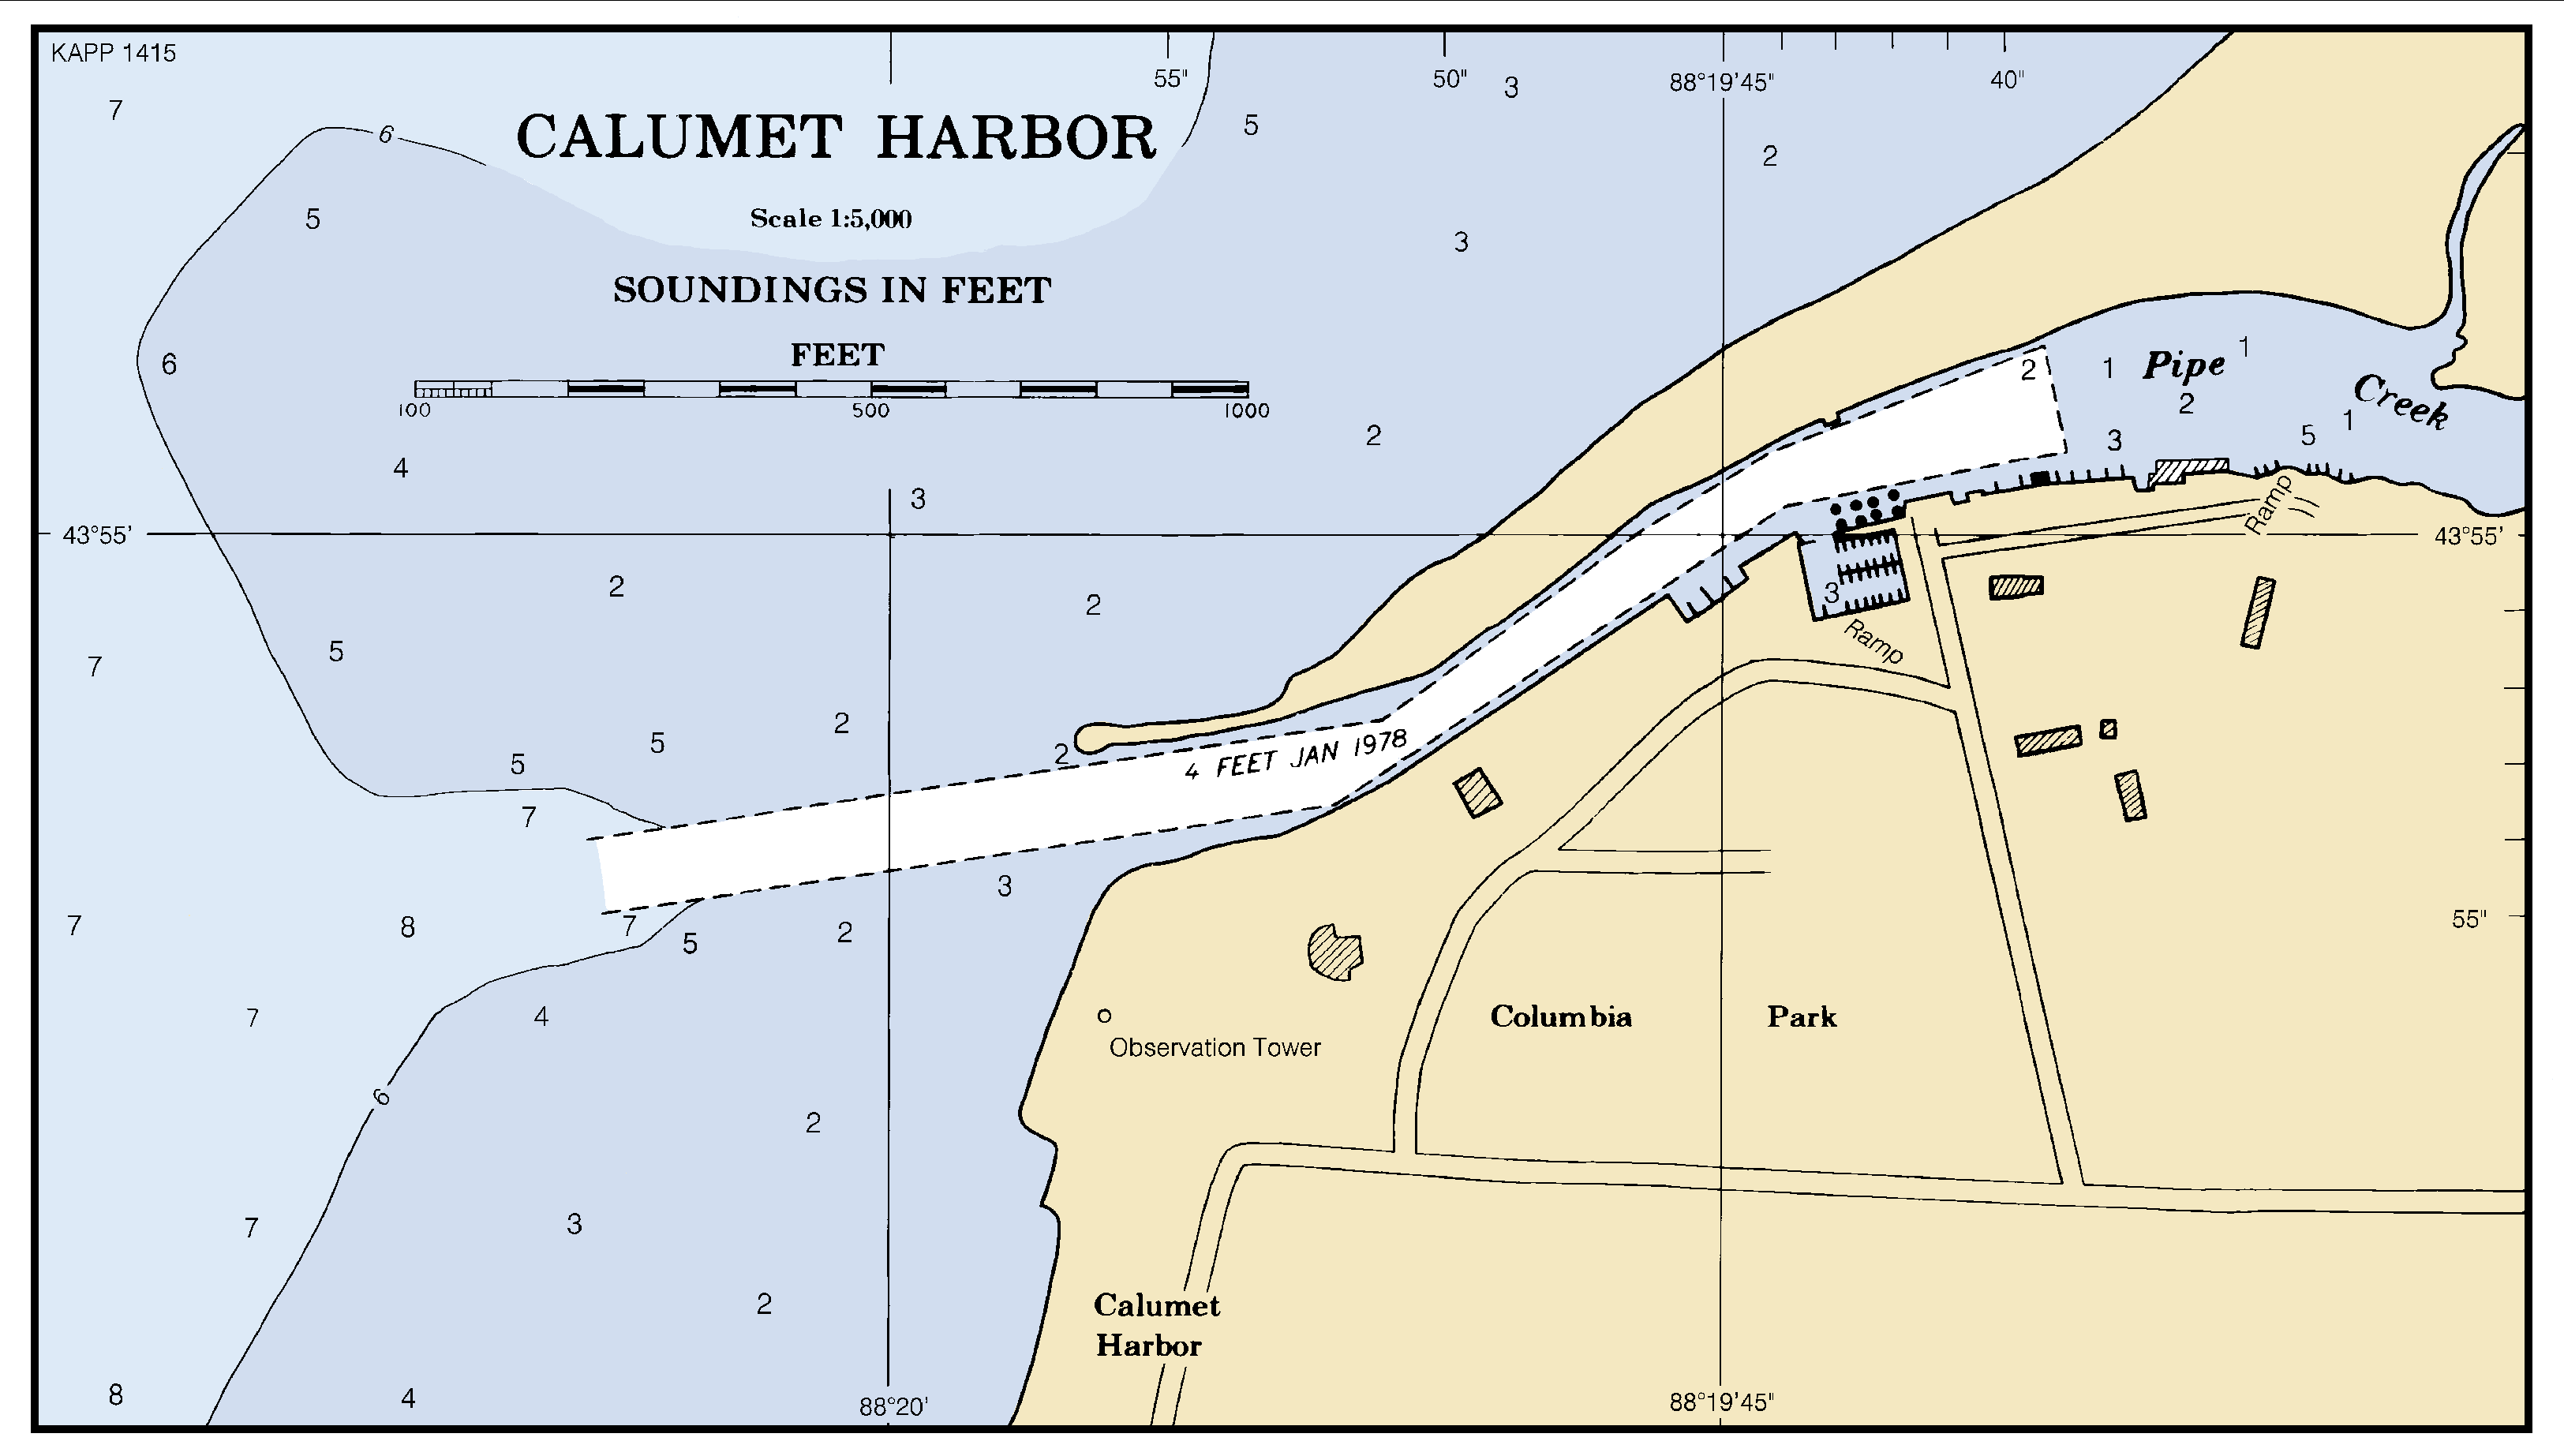 KAPP 1415
55" 50" 88°19'45" 40"
7 3
6 CALUMET HARBOR 5
2
5 Scale 1:5,000
3
SOUNDINGS IN FEET
1
6 FEET 2 1 Pipe
Creek
2
100 500 1000
1
2 3 5
4
3
Ramp
43°55' 43°55'
2 2 3
Ramp
5
7
2
5 2
5
4 FEET JAN 1978
7
3
7 8 7 2 55"
5
7 4 Columbia Park
Observation Tower
6
2
7 3
2 Calumet
Harbor
8 4 88°20' 88°19'45"